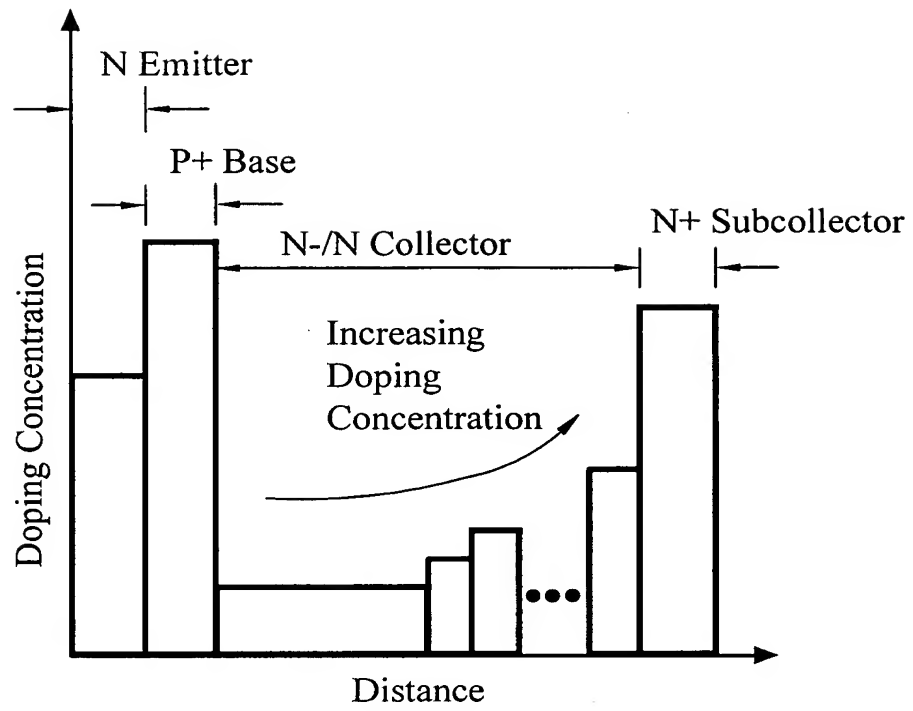 N Emitter
P+ Base
N+ Subcollector
N-/N Collector
Increasing
Doping
Concentration
Doping Concentration
Distance